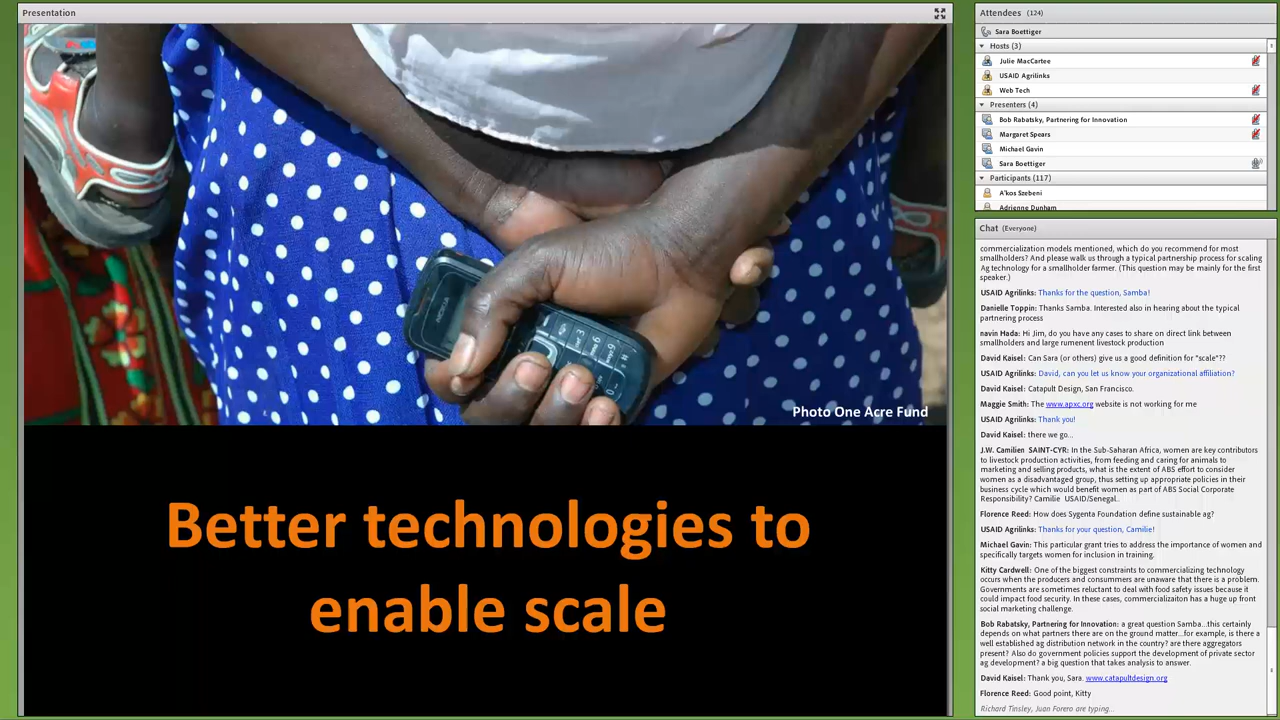 Presentation
NOKIA
Photo One Acre Fund
Better technologies to
enable scale
Attendees (124)
Sara Boettiger
Hosts (3)
Julie MacCartee
USAID Agrilinks
Web Tech
Presenters (4)
Bob Rabatsky, Partnering for Innovation
Margaret Spears
Michael Gavin
Sara Boettiger
Participants (117)
A'kos Szebeni
Adrienne Dunham
Chat (Everyone)
commercialization models mentioned, which do you recommend for most
smallholders? And please walk us through a typical partnership process for scaling
Ag technology for a smallholder farmer. (This question may be mainly for the first
speaker.)
USAID Agrilinks: Thanks for the question, Samba!
Danielle Toppin: Thanks Samba. Interested also in hearing about the typical
partnering process
navin Hada: Hi Jim, do you have any cases to share on direct link between
smallholders and large rumenent livestock production
David Kaisel: Can Sara (or others) give us a good definition for "scale"??
USAID Agrilinks: David, can you let us know your organizational affiliation?
David Kaisel: Catapult Design, San Francisco.
Maggie Smith: The www.apxc.org website is not working for me
USAID Agrilinks: Thank you!
David Kaisel: there we go...
J.W. Camilien SAINT-CYR: In the Sub-Saharan Africa, women are key contributors
to livestock production activities, from feeding and caring for animals to
marketing and selling products, what is the extent of ABS effort to consider
women as a disadvantaged group, thus setting up appropriate policies in their
business cycle which would benefit women as part of ABS Social Corporate
Responsibility? Camilie USAID/Senegal..
Florence Reed: How does Sygenta Foundation define sustainable ag?
USAID Agrilinks: Thanks for your question, Camilie!
Michael Gavin: This particular grant tries to address the importance of women and
specifically targets women for inclusion in training.
Kitty Cardwell: One of the biggest constraints to commercializing technology
occurs when the producers and consummers are unaware that there is a problem.
Governments are sometimes reluctant to deal with food safety issues because it
could impact food security. In these cases, commercializaiton has a huge up front
social marketing challenge.
Bob Rabatsky, Partnering for Innovation: a great question Samba...this certainly
depends on what partners there are on the ground matter...for example, is there a
well established ag distribution network in the country? are there aggregators
present? Also do government policies support the development of private sector
ag development? a big question that takes analysis to answer.
David Kaisel: Thank you, Sara. www.catapultdesign.org
Florence Reed: Good point, Kitty
Richard Tinsley, Juan Forero are typing...